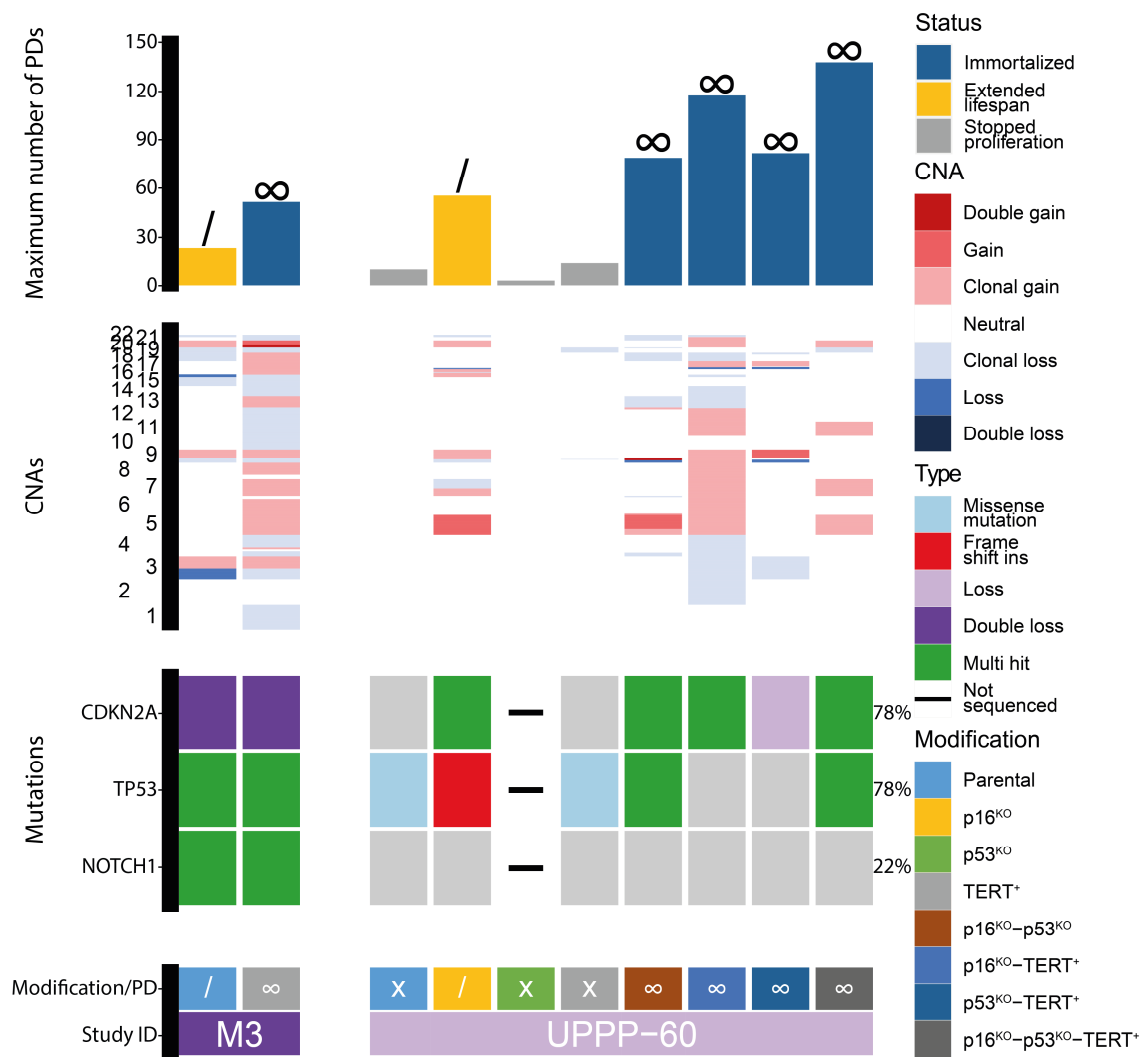 Maximum number of PDs
150
120
90
60
30
0
/
∞
/
∞
∞
∞
∞
CNAs
22
21
20
19
18
17
16
15
14
13
12
11
10
9
8
7
6
5
4
3
2
1
Mutations
CDKN2A
78%
TP53
78%
NOTCH1
22%
Modification/PD
/ ∞ x / x x ∞ ∞ ∞ ∞
Study ID
M3 UPPP-60
Status
Immortalized
Extended
lifespan
Stopped
proliferation
CNA
Double gain
Gain
Clonal gain
Neutral
Clonal loss
Loss
Double loss
Type
Missense
mutation
Frame
shift ins
Loss
Double loss
Multi hit
Not
sequenced
Modification
Parental
p16ᴷᴼ
p53ᴷᴼ
TERT⁺
p16ᴷᴼ–p53ᴷᴼ
p16ᴷᴼ–TERT⁺
p53ᴷᴼ–TERT⁺
p16ᴷᴼ–p53ᴷᴼ–TERT⁺